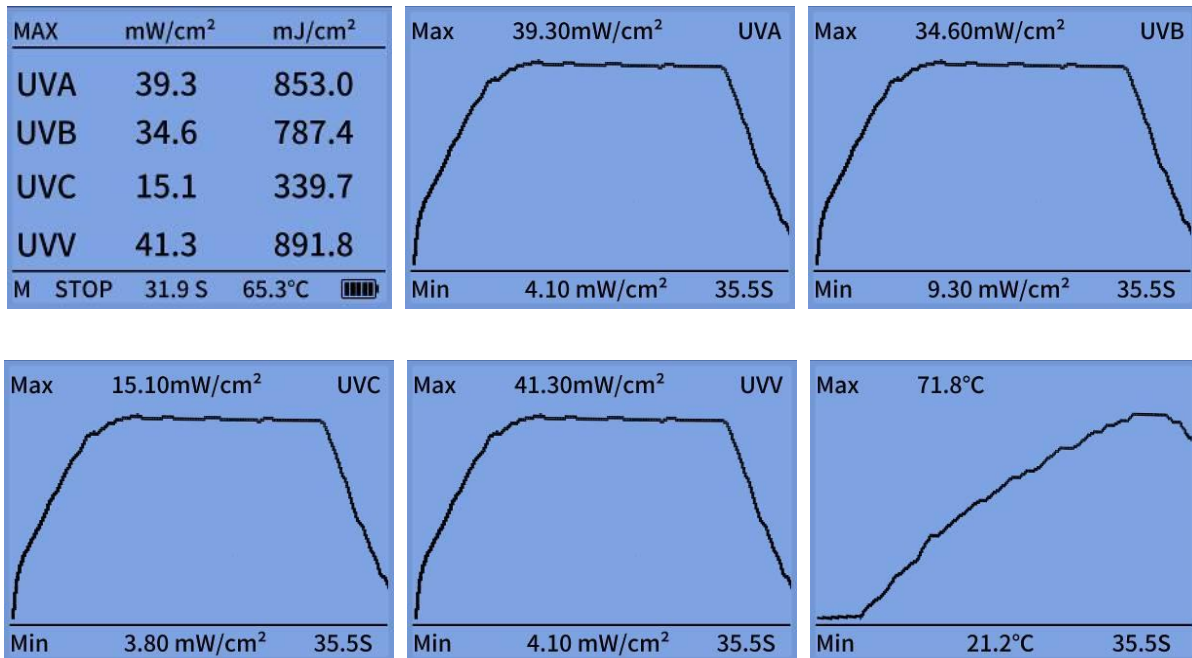 MAX mW/cm² mJ/cm²
UVA 39.3 853.0
UVB 34.6 787.4
UVC 15.1 339.7
UVV 41.3 891.8
M STOP 31.9 S 65.3°C
Max 39.30mW/cm² UVA
Min 4.10 mW/cm² 35.5S
Max 34.60mW/cm² UVB
Min 9.30 mW/cm² 35.5S
Max 15.10mW/cm² UVC
Min 3.80 mW/cm² 35.5S
Max 41.30mW/cm² UVV
Min 4.10 mW/cm² 35.5S
Max 71.8°C
Min 21.2°C 35.5S